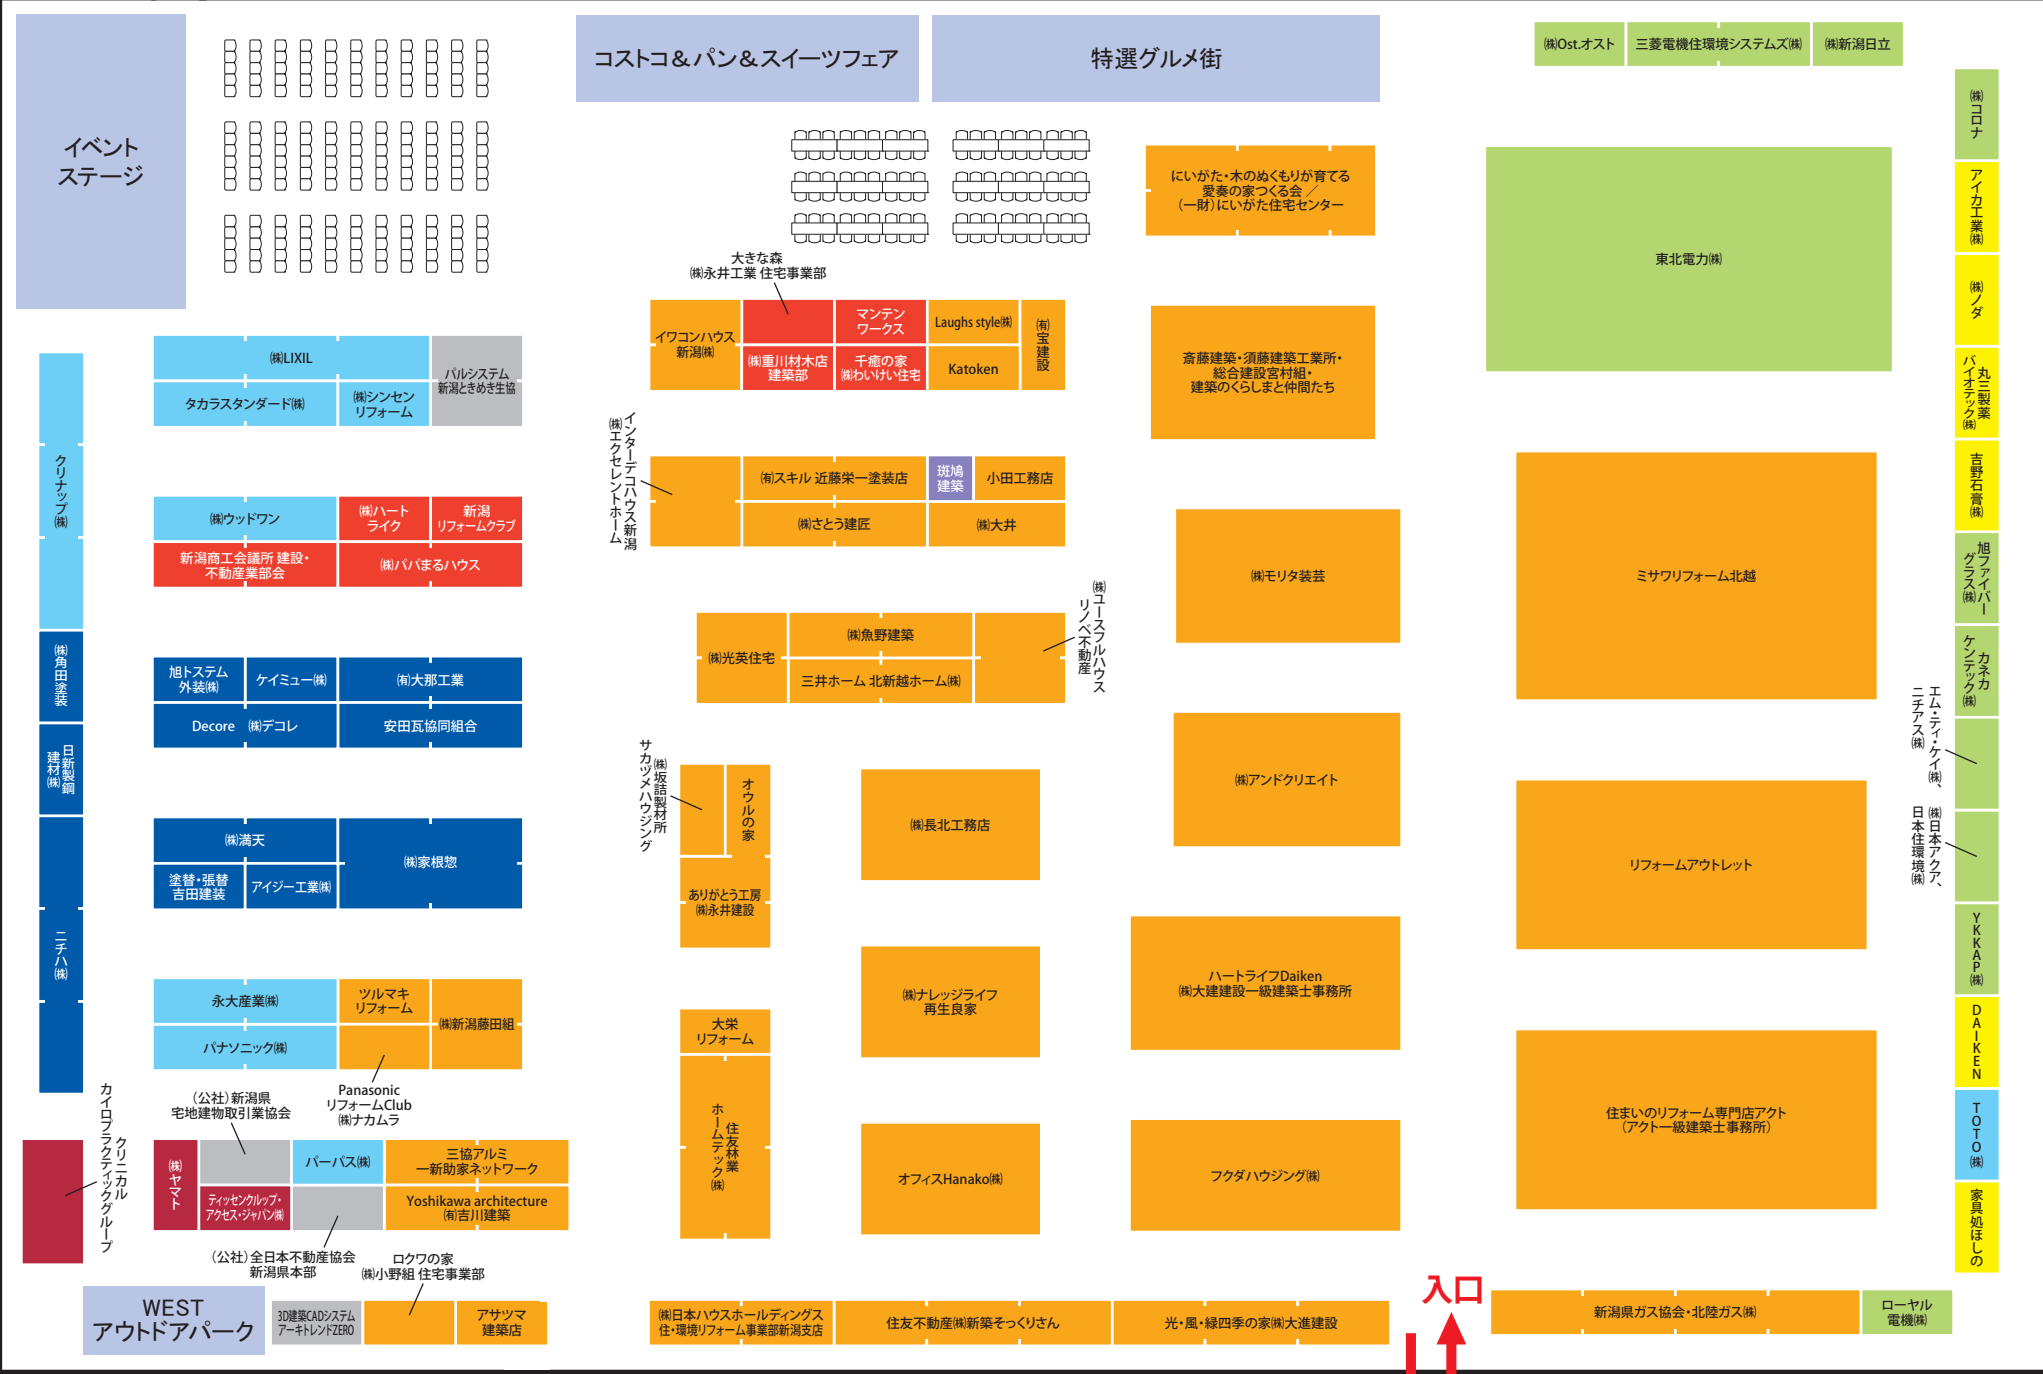 イベント
ステージ
コストコ&パン&スイーツフェア
特選グルメ街
㈱Ost.オスト
三菱電機住環境システムズ㈱
㈱新潟日立
㈱コロナ
アイカ工業㈱
㈱ノダ
丸三製薬
バイオテック㈱
吉野石膏㈱
旭ファイバー
グラス㈱
カネカ
ケンテック㈱
エム・ティ・ケイ㈱、
ニチアス㈱
㈱日本アクア、
日本住環境㈱
YKKAP㈱
DAIKEN
TOTO㈱
家具処ほしの
にいがた・木のぬくもりが育てる
愛奏の家つくる会／
(一財)にいがた住宅センター
東北電力㈱
大きな森
㈱永井工業 住宅事業部
イワコンハウス
新潟㈱
マンテン
ワークス
Laughs style㈱
㈲宝建設
㈱重川材木店
建築部
千癒の家
㈱わいけい住宅
Katoken
斎藤建築・須藤建築工業所・
総合建設宮村組・
建築のくらしまと仲間たち
㈱LIXIL
パルシステム
新潟ときめき生協
タカラスタンダード㈱
㈱シンセン
リフォーム
クリナップ㈱
インターデコハウス新潟
㈱エクセレントホーム
㈲スキル 近藤栄一塗装店
斑鳩
建築
小田工務店
㈱さとう建匠
㈱大井
㈱ウッドワン
㈱ハート
ライク
新潟
リフォームクラブ
新潟商工会議所 建設・
不動産業部会
㈱パパまるハウス
㈱モリタ装芸
ミサワリフォーム北越
㈱光英住宅
㈱魚野建築
三井ホーム 北新越ホーム㈱
㈱ユースフルハウス
リノベ不動産
㈱角田塗装
旭トステム
外装㈱
ケイミュー㈱
㈲大那工業
Decore ㈱デコレ
安田瓦協同組合
日新製鋼
建材㈱
㈱坂詰製材所
サカヅメハウジング
オウルの家
㈱長北工務店
㈱アンドクリエイト
リフォームアウトレット
㈱満天
㈱家根惣
塗替・張替
吉田建装
アイジー工業㈱
ありがとう工房
㈱永井建設
ニチハ㈱
永大産業㈱
ツルマキ
リフォーム
㈱新潟藤田組
パナソニック㈱
Panasonic
リフォームClub
㈱ナカムラ
㈱ナレッジライフ
再生良家
ハートライフDaiken
㈱大建建設一級建築士事務所
大栄
リフォーム
住友林業
ホームテック㈱
住まいのリフォーム専門店アクト
(アクト一級建築士事務所)
クリニカル
カイロプラクティックグループ
(公社)新潟県
宅地建物取引業協会
㈱ヤマト
パーパス㈱
三協アルミ
一新助家ネットワーク
ティッセンクルップ・
アクセス・ジャパン㈱
Yoshikawa architecture
㈲吉川建築
(公社)全日本不動産協会
新潟県本部
オフィスHanako㈱
フクダハウジング㈱
ロクワの家
㈱小野組 住宅事業部
WEST
アウトドアパーク
3D建築CADシステム
アーキトレンドZERO
アサツマ
建築店
㈱日本ハウスホールディングス
住・環境リフォーム事業部新潟支店
住友不動産㈱新築そっくりさん
光・風・緑四季の家㈱大進建設
入口
新潟県ガス協会・北陸ガス㈱
ローヤル
電機㈱